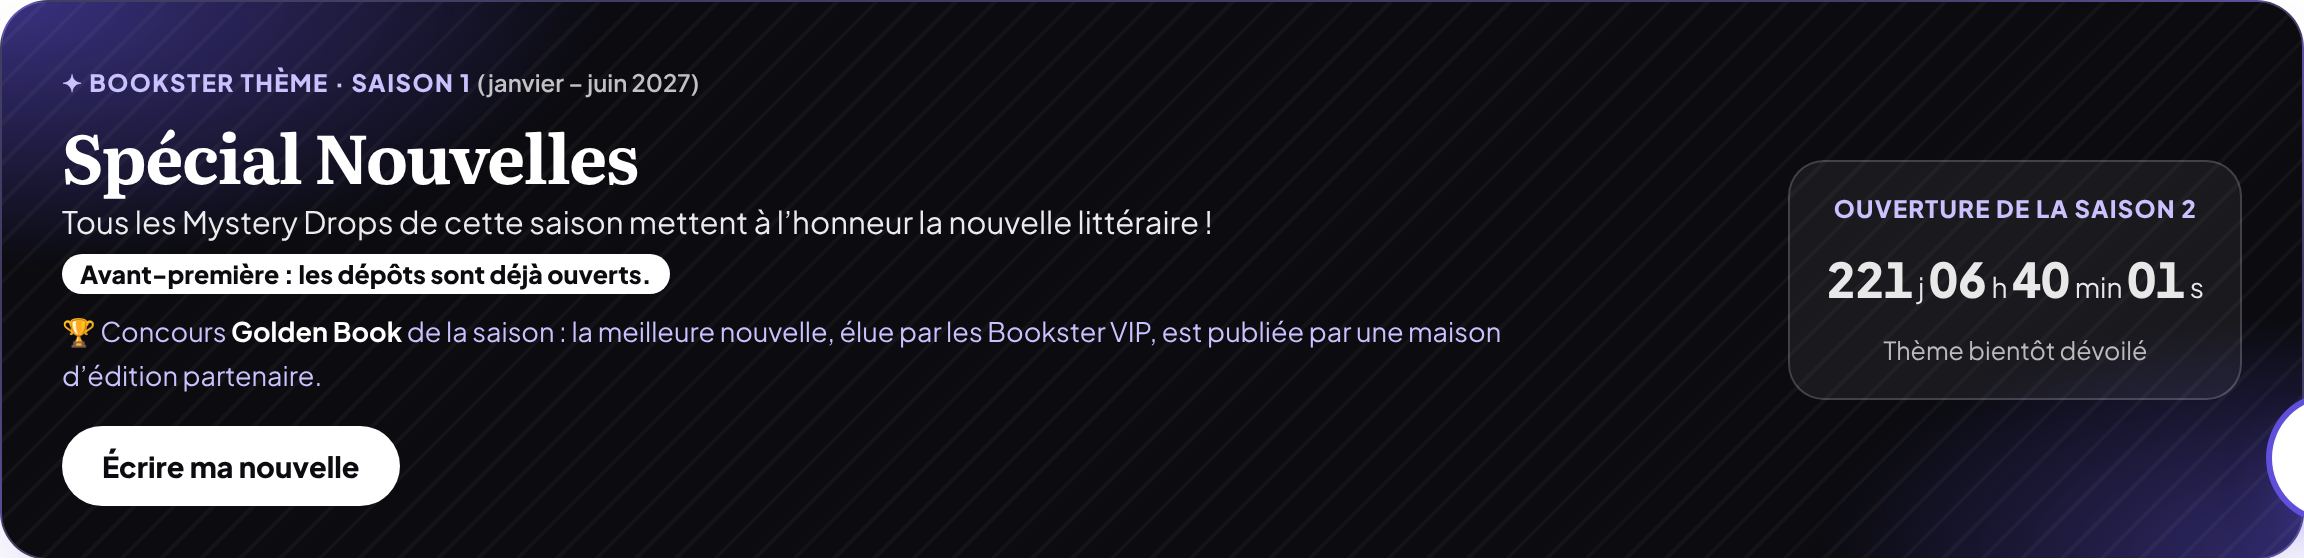 ✦ BOOKSTER THÈME · SAISON 1 (janvier – juin 2027)
Spécial Nouvelles
Tous les Mystery Drops de cette saison mettent à l’honneur la nouvelle littéraire !
Avant-première : les dépôts sont déjà ouverts.
🏆 Concours Golden Book de la saison : la meilleure nouvelle, élue par les Bookster VIP, est publiée par une maison
d’édition partenaire.
Écrire ma nouvelle
OUVERTURE DE LA SAISON 2
221 j 06 h 40 min 01 s
Thème bientôt dévoilé